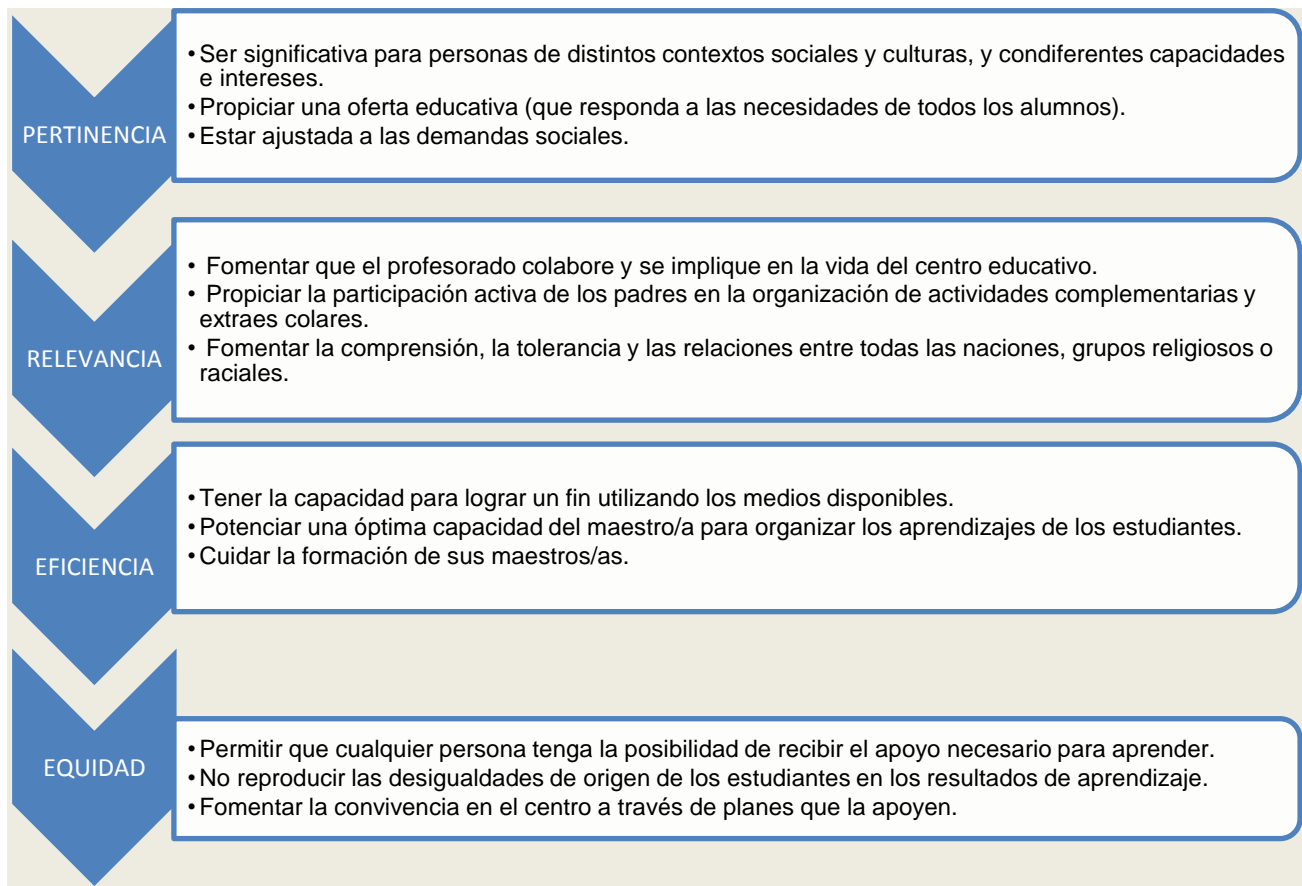 PERTINENCIA
• Ser significativa para personas de distintos contextos sociales y culturas, y condiferentes capacidades
e intereses.
• Propiciar una oferta educativa (que responda a las necesidades de todos los alumnos).
• Estar ajustada a las demandas sociales.
RELEVANCIA
• Fomentar que el profesorado colabore y se implique en la vida del centro educativo.
• Propiciar la participación activa de los padres en la organización de actividades complementarias y
extraes colares.
• Fomentar la comprensión, la tolerancia y las relaciones entre todas las naciones, grupos religiosos o
raciales.
EFICIENCIA
• Tener la capacidad para lograr un fin utilizando los medios disponibles.
• Potenciar una óptima capacidad del maestro/a para organizar los aprendizajes de los estudiantes.
• Cuidar la formación de sus maestros/as.
EQUIDAD
• Permitir que cualquier persona tenga la posibilidad de recibir el apoyo necesario para aprender.
• No reproducir las desigualdades de origen de los estudiantes en los resultados de aprendizaje.
• Fomentar la convivencia en el centro a través de planes que la apoyen.